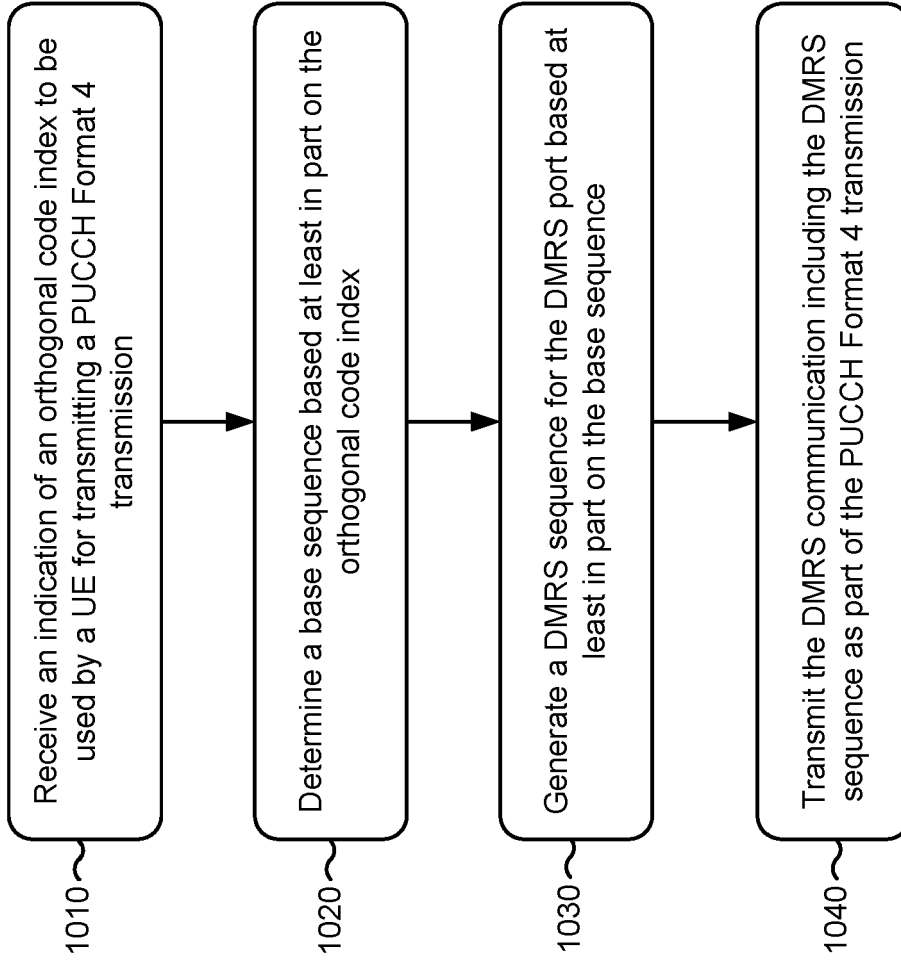 1010
Receive an indication of an orthogonal code index to be
used by a UE for transmitting a PUCCH Format 4
transmission
1020
Determine a base sequence based at least in part on the
orthogonal code index
1030
Generate a DMRS sequence for the DMRS port based at
least in part on the base sequence
1040
Transmit the DMRS communication including the DMRS
sequence as part of the PUCCH Format 4 transmission